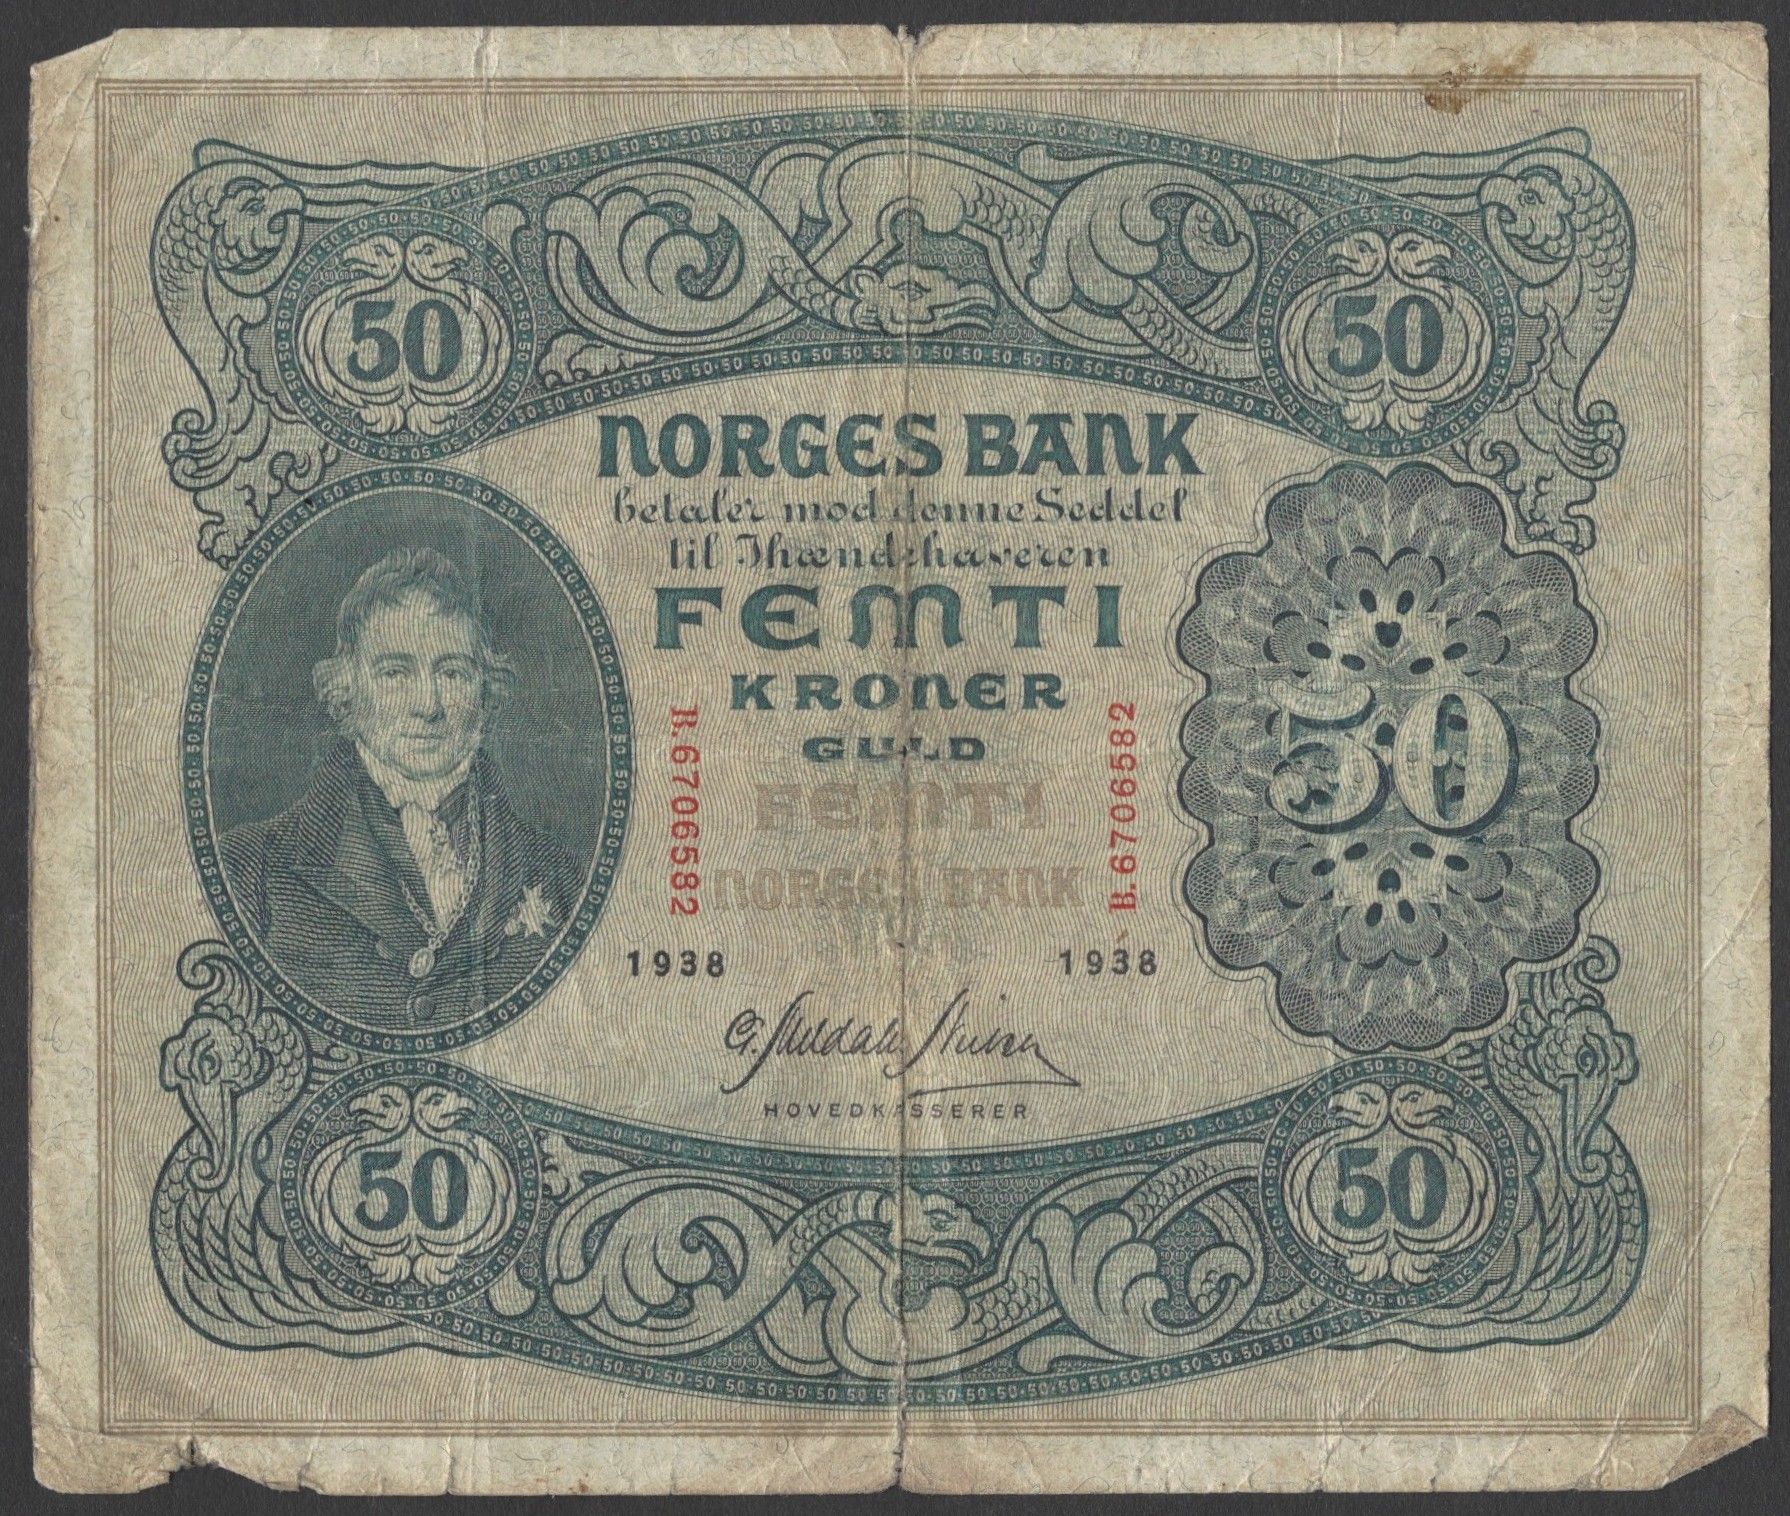 50 50
NORGES BANK
betaler mod denne Seddel
til Ihændehaveren
FEMTI
KRONER
GULD
FEMTI
NORGES BANK
B.6706582
B.6706582
50
1938 1938
HOVEDKASSERER
50 50